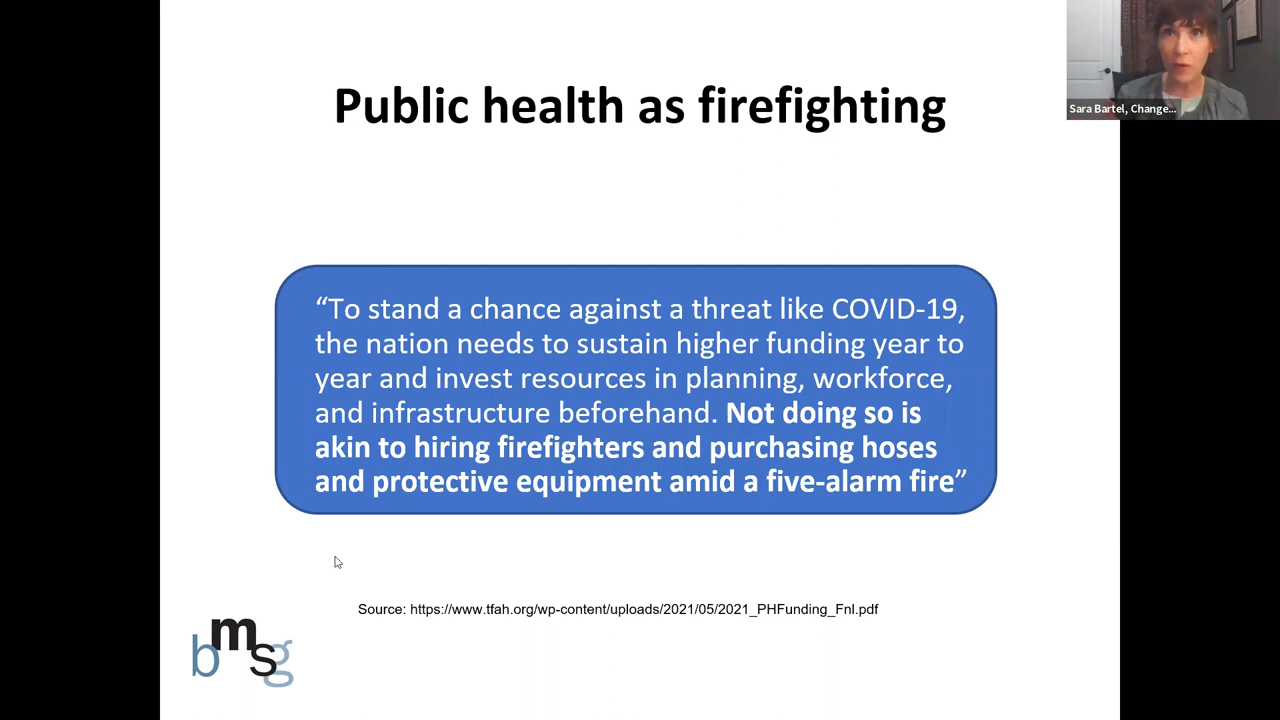 Public health as firefighting
Sara Bartel, Change...
“To stand a chance against a threat like COVID-19,
the nation needs to sustain higher funding year to
year and invest resources in planning, workforce,
and infrastructure beforehand. Not doing so is
akin to hiring firefighters and purchasing hoses
and protective equipment amid a five-alarm fire”
Source: https://www.tfah.org/wp-content/uploads/2021/05/2021_PHFunding_Fnl.pdf
bmsg